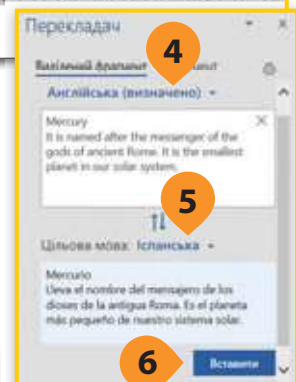 Перекладач
4
Виділений фрагмент
Англійська (визначено)
Mercury
It is named after the messenger of the
gods of ancient Rome. It is the smallest
planet in our solar system.
5
Цільова мова: Іспанська
Mercurio
Lleva el nombre del mensajero de los
dioses de la antigua Roma. Es el planeta
más pequeño de nuestro sistema solar.
6
Вставити